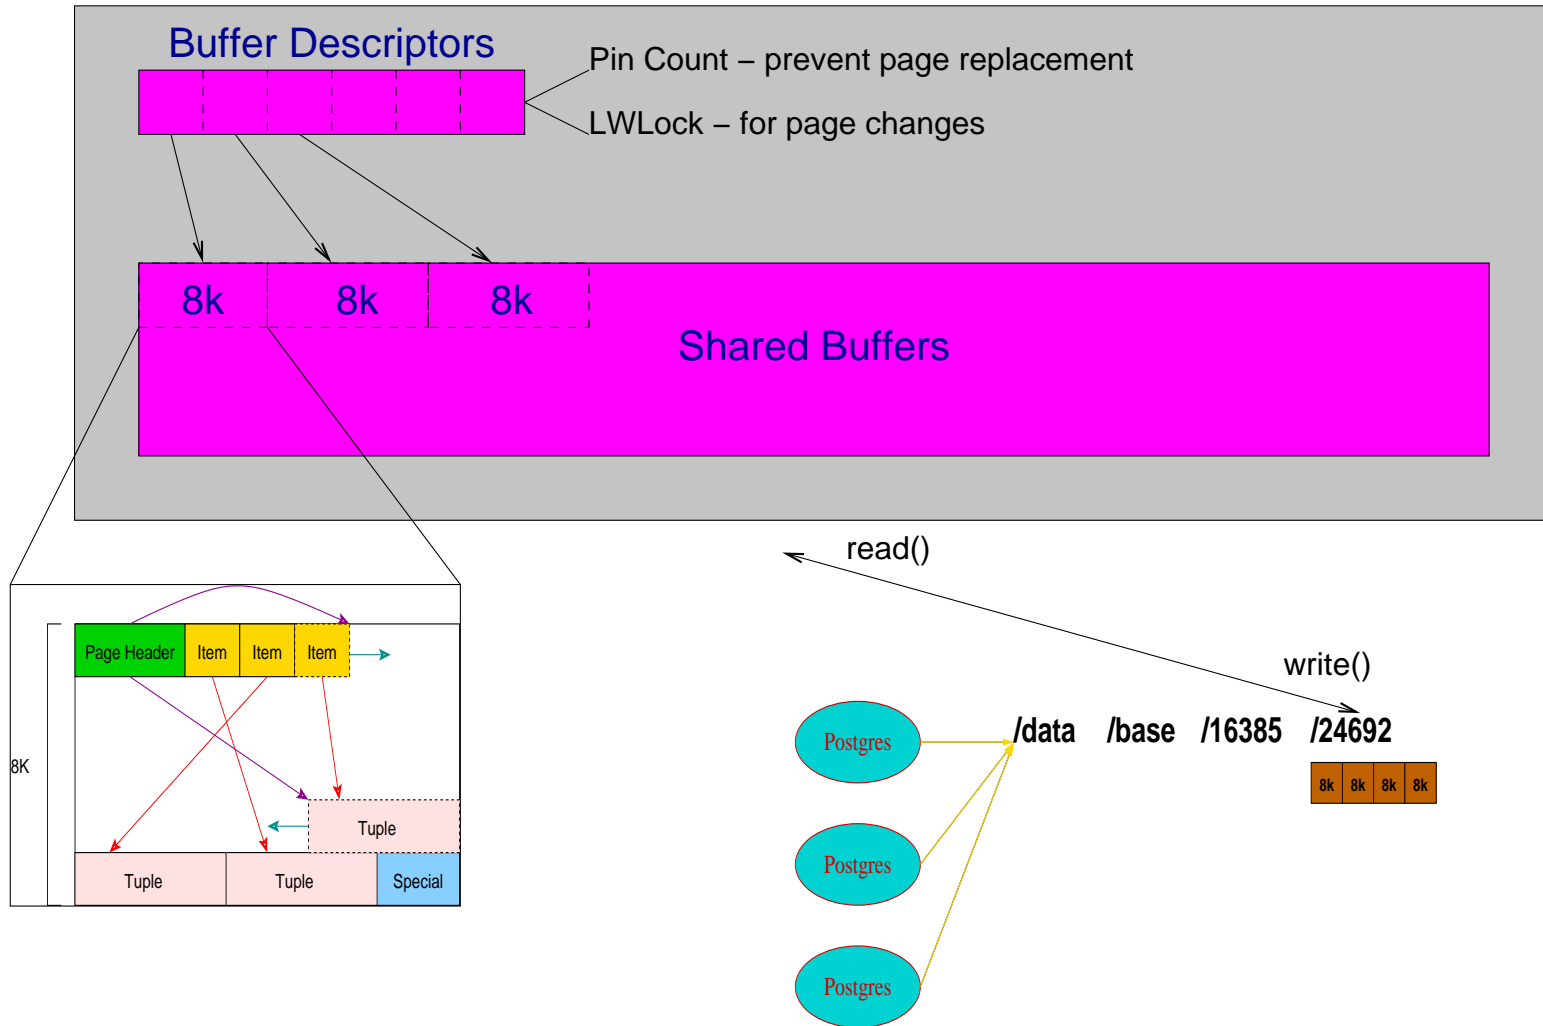 Buffer Descriptors
Pin Count – prevent page replacement
LWLock – for page changes
8k 8k 8k
Shared Buffers
read()
write()
Page Header Item Item Item
8K
Tuple
Tuple Tuple Special
Postgres
/data /base /16385 /24692
8k 8k 8k 8k
Postgres
Postgres